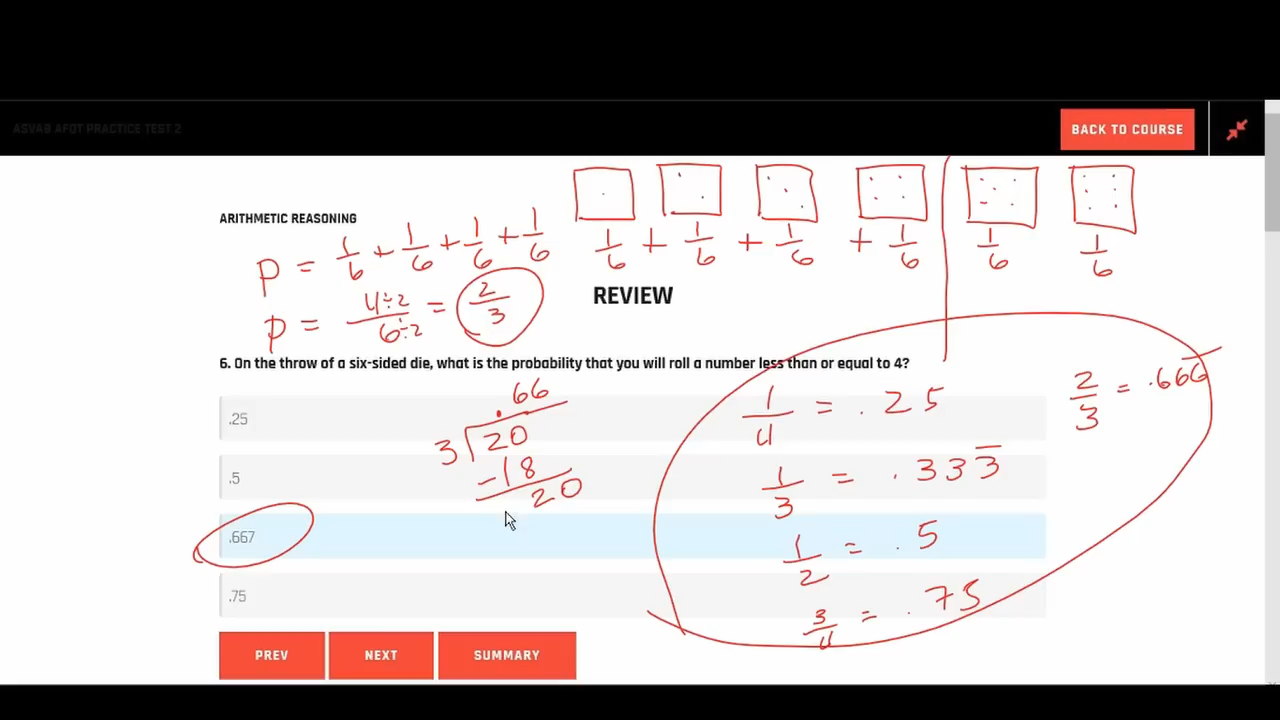 ASVAB AFQT PRACTICE TEST 2
BACK TO COURSE
ARITHMETIC REASONING
P = 1/6 + 1/6 + 1/6 + 1/6
1/6 + 1/6 + 1/6 + 1/6 1/6 1/6
P = 4÷2/6÷2 = 2/3
REVIEW
6. On the throw of a six-sided die, what is the probability that you will roll a number less than or equal to 4?
.25
.5
.667
.75
.66
3 20
-18
20
1/4 = .25
1/3 = .333̅
1/2 = .5
3/4 = .75
2/3 = .666̅
PREV
NEXT
SUMMARY